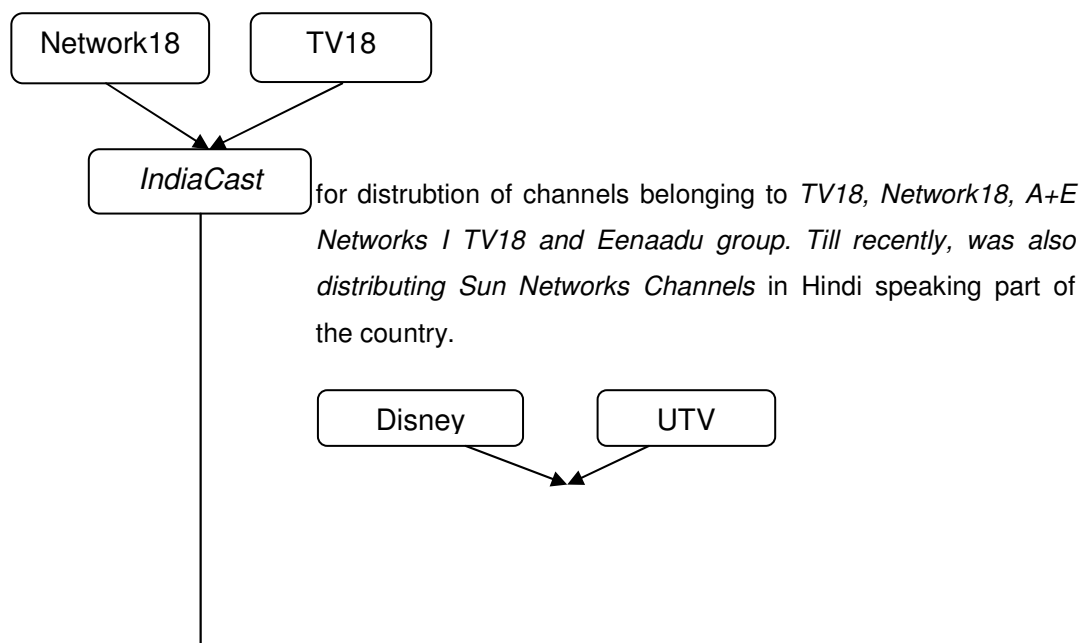 Network18
TV18
IndiaCast
for distrubtion of channels belonging to TV18, Network18, A+E
Networks I TV18 and Eenaadu group. Till recently, was also
distributing Sun Networks Channels in Hindi speaking part of
the country.
Disney
UTV